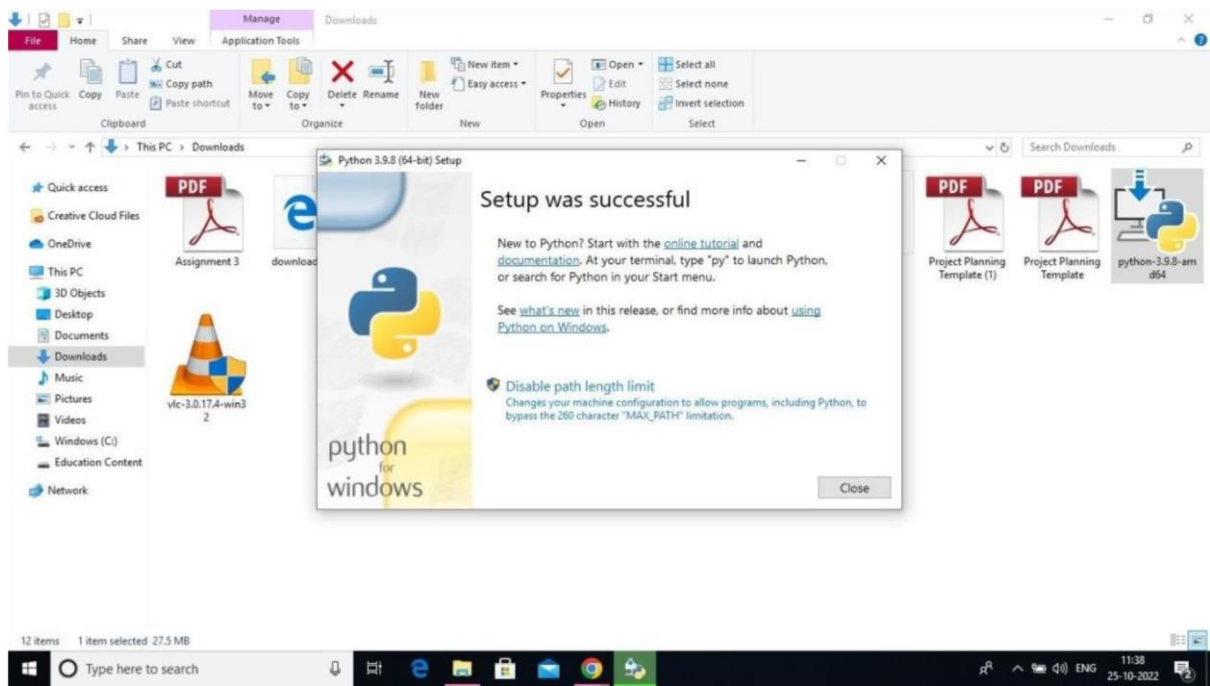 Manage
Downloads
File Home Share View Application Tools
Pin to Quick access
Copy
Paste
Cut
Copy path
Paste shortcut
Move to
Copy to
Delete
Rename
New folder
New item
Easy access
Properties
Open
Edit
History
Select all
Select none
Invert selection
Clipboard Organize New Open Select
This PC › Downloads
Search Downloads
Quick access
Creative Cloud Files
OneDrive
This PC
3D Objects
Desktop
Documents
Downloads
Music
Pictures
Videos
Windows (C:)
Education Content
Network
PDF
Assignment 3
download
vlc-3.0.17.4-win3
2
Python 3.9.8 (64-bit) Setup
Setup was successful
New to Python? Start with the online tutorial and
documentation. At your terminal, type "py" to launch Python,
or search for Python in your Start menu.
See what's new in this release, or find more info about using
Python on Windows.
Disable path length limit
Changes your machine configuration to allow programs, including Python, to
bypass the 260 character "MAX_PATH" limitation.
python
for
windows
Close
PDF
Project Planning
Template (1)
PDF
Project Planning
Template
python-3.9.8-am
d64
12 items 1 item selected 27.5 MB
Type here to search
ENG
11:38
25-10-2022
2